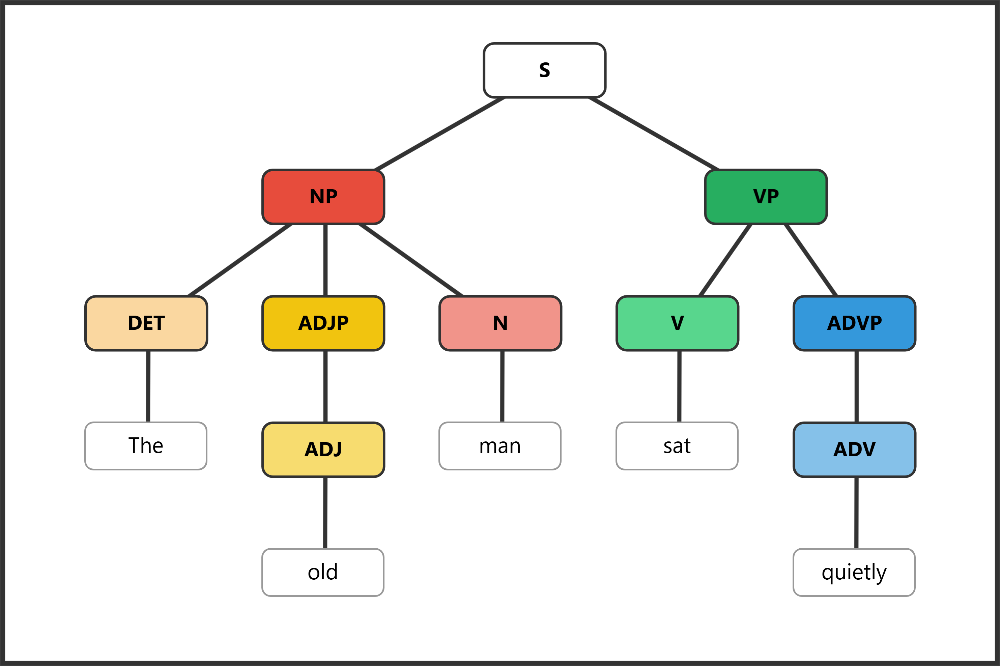 S
NP VP
DET ADJP N V ADVP
The ADJ man sat ADV
old quietly